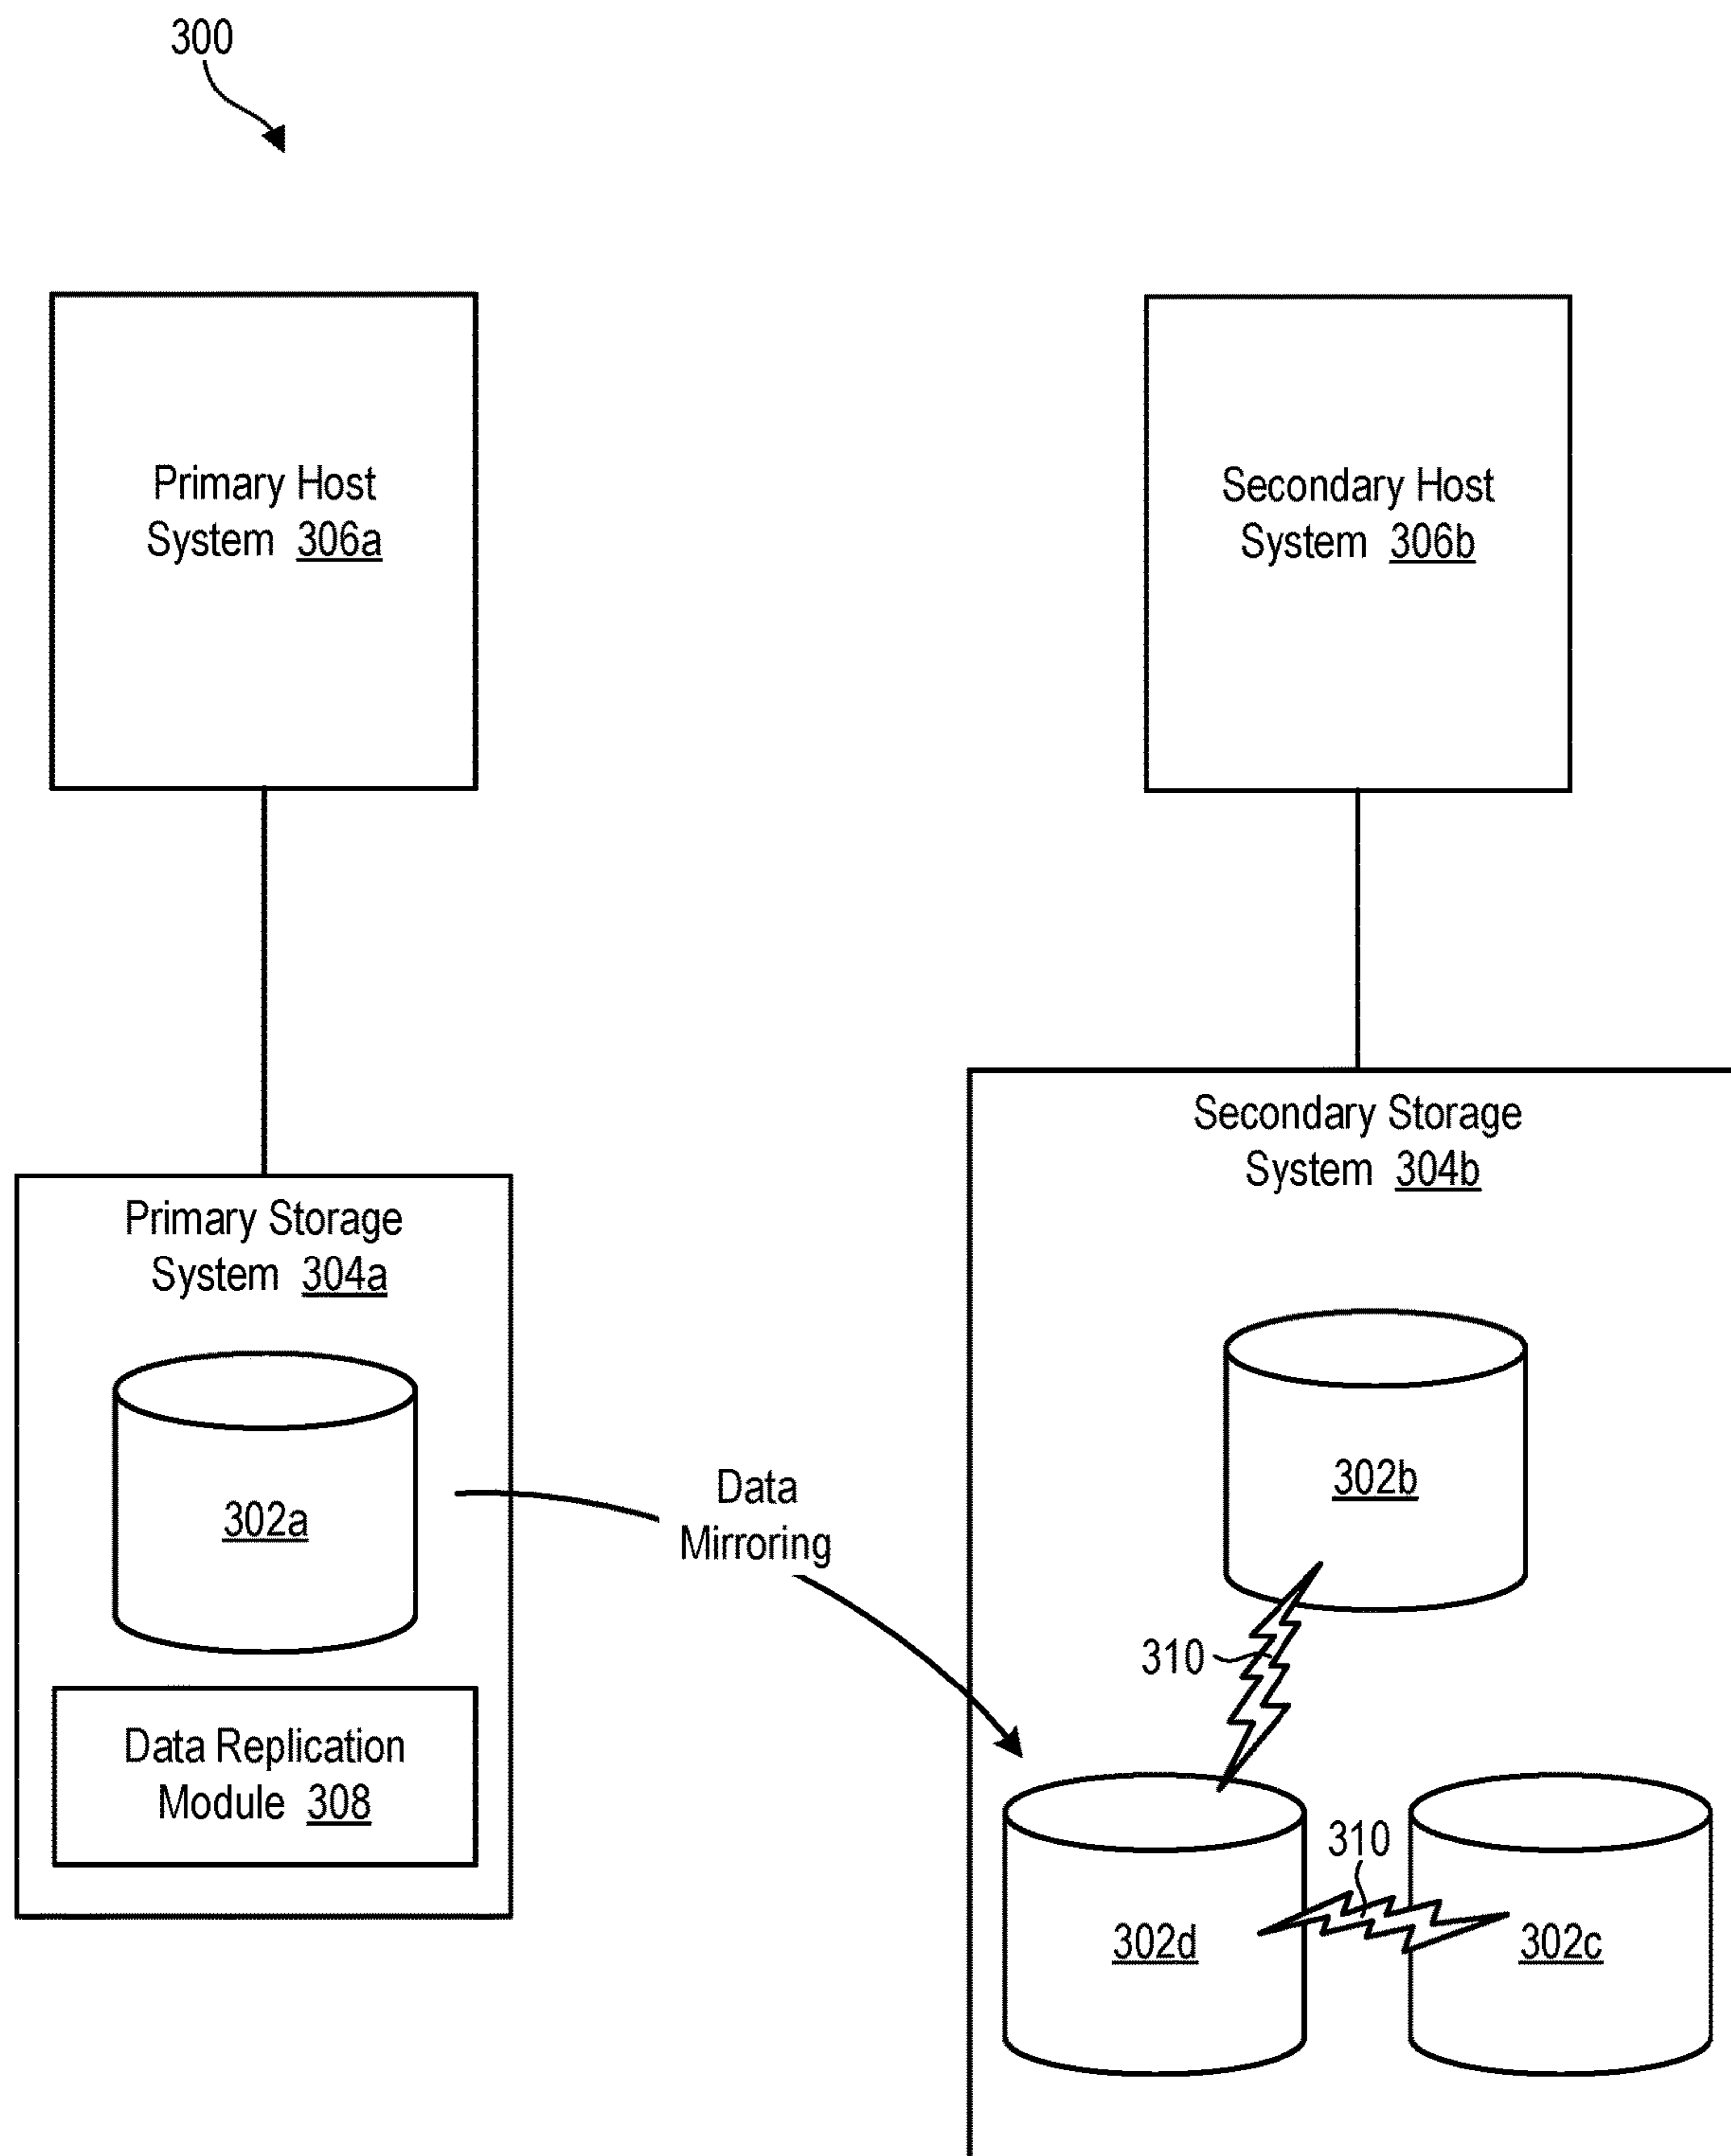 300
Primary Host
System 306a
Secondary Host
System 306b
Secondary Storage
System 304b
Primary Storage
System 304a
302a
Data
Mirroring
302b
310
Data Replication
Module 308
310
302d
302c